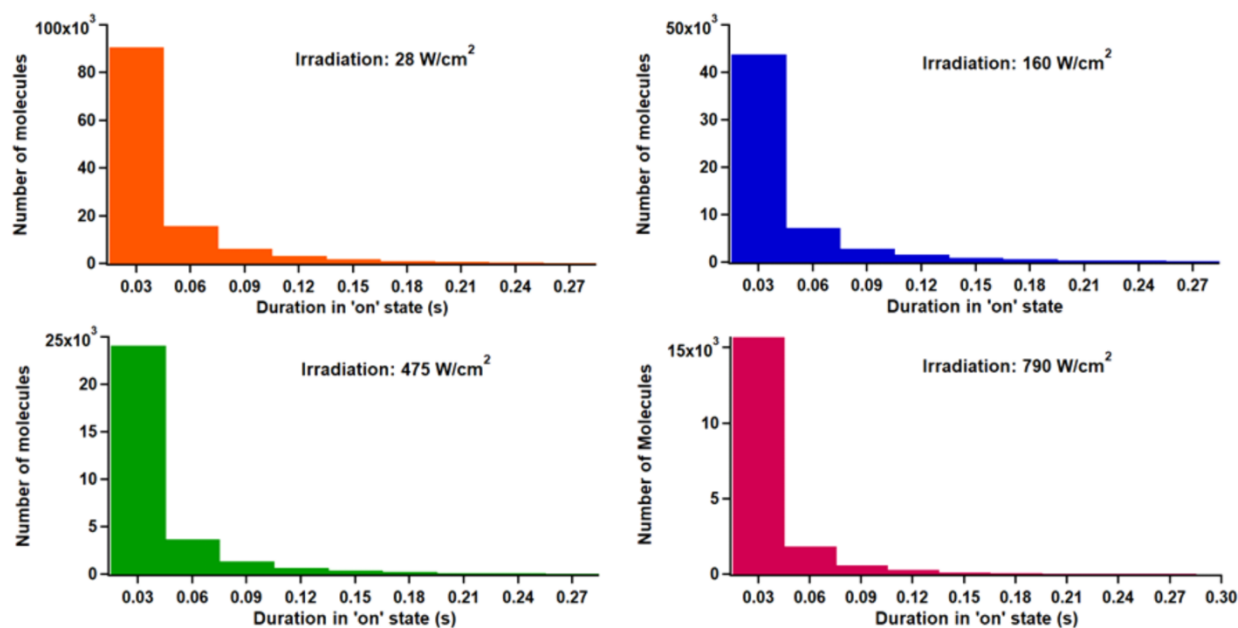 100x10³
80
60
40
20
0
Number of molecules
Irradiation: 28 W/cm²
0.03 0.06 0.09 0.12 0.15 0.18 0.21 0.24 0.27
Duration in 'on' state (s)
50x10³
40
30
20
10
0
Number of molecules
Irradiation: 160 W/cm²
0.03 0.06 0.09 0.12 0.15 0.18 0.21 0.24 0.27
Duration in 'on' state
25x10³
20
15
10
5
0
Number of molecules
Irradiation: 475 W/cm²
0.03 0.06 0.09 0.12 0.15 0.18 0.21 0.24 0.27
Duration in 'on' state (s)
15x10³
10
5
0
Number of Molecules
Irradiation: 790 W/cm²
0.03 0.06 0.09 0.12 0.15 0.18 0.21 0.24 0.27 0.30
Duration in 'on' state (s)